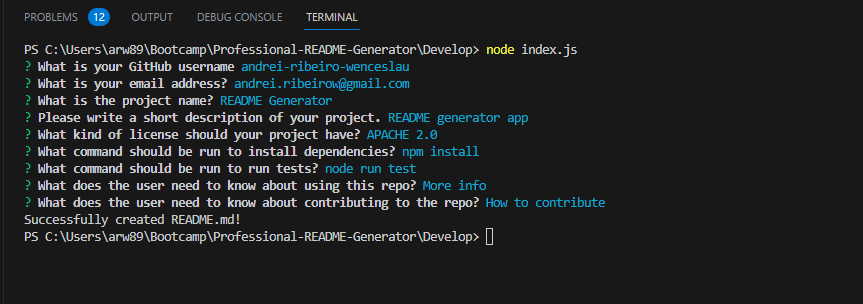 PROBLEMS 12 OUTPUT DEBUG CONSOLE TERMINAL
PS C:\Users\arw89\Bootcamp\Professional-README-Generator\Develop> node index.js
? What is your GitHub username andrei-ribeiro-wenceslau
? What is your email address? andrei.ribeirow@gmail.com
? What is the project name? README Generator
? Please write a short description of your project. README generator app
? What kind of license should your project have? APACHE 2.0
? What command should be run to install dependencies? npm install
? What command should be run to run tests? node run test
? What does the user need to know about using this repo? More info
? What does the user need to know about contributing to the repo? How to contribute
Successfully created README.md!
PS C:\Users\arw89\Bootcamp\Professional-README-Generator\Develop>